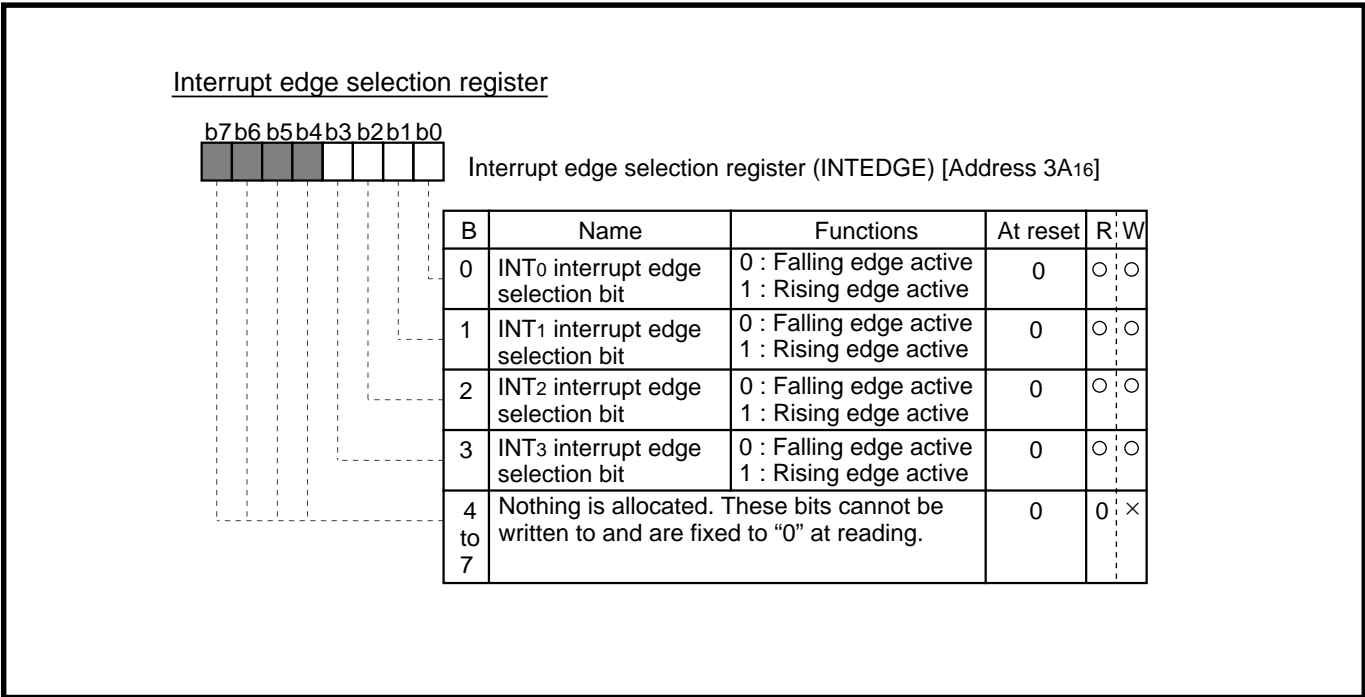 Interrupt edge selection register
b7 b6 b5 b4 b3 b2 b1 b0
Interrupt edge selection register (INTEDGE) [Address 3A16]
B Name Functions At reset R W
0 INT0 interrupt edge selection bit 0 : Falling edge active 0 ○ ○
1 : Rising edge active
1 INT1 interrupt edge selection bit 0 : Falling edge active 0 ○ ○
1 : Rising edge active
2 INT2 interrupt edge selection bit 0 : Falling edge active 0 ○ ○
1 : Rising edge active
3 INT3 interrupt edge selection bit 0 : Falling edge active 0 ○ ○
1 : Rising edge active
4 to 7 Nothing is allocated. These bits cannot be 0 0 ×
written to and are fixed to “0” at reading.